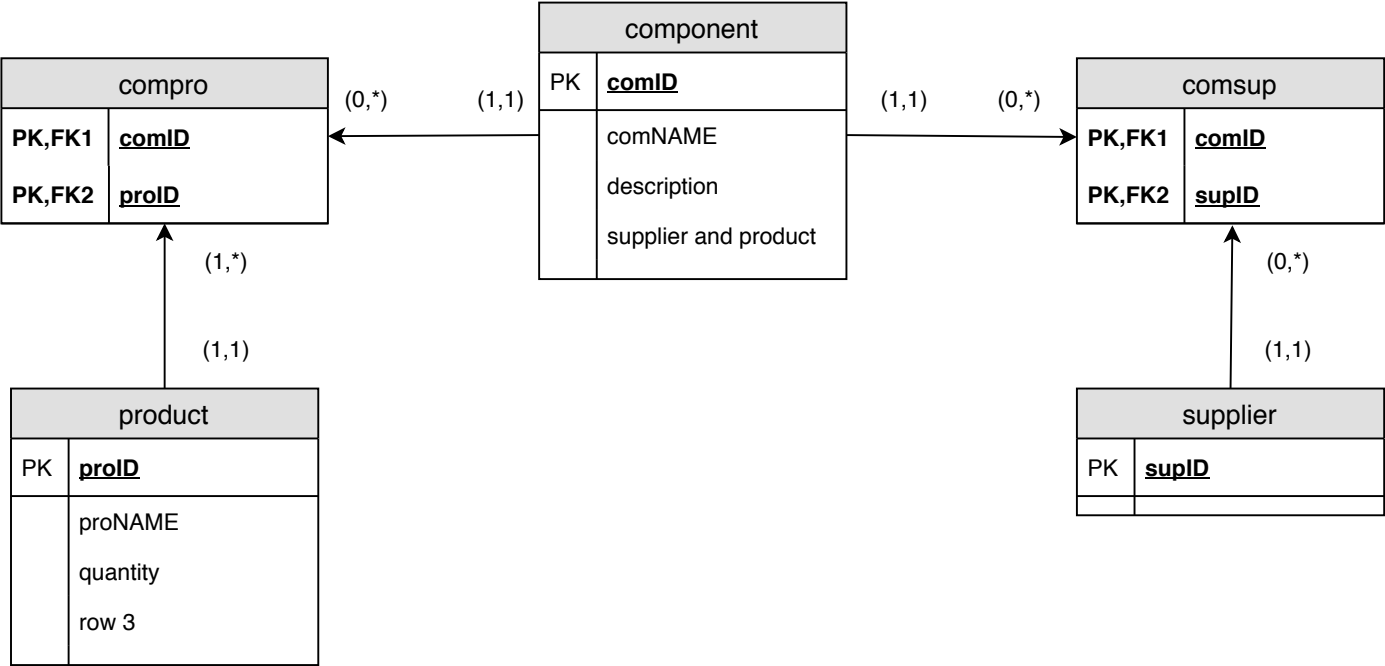 component
PK comID
comNAME
description
supplier and product
compro
PK,FK1 comID
PK,FK2 proID
(0,*) (1,1)
(1,1) (0,*)
comsup
PK,FK1 comID
PK,FK2 supID
(1,*)
(1,1)
(0,*)
(1,1)
product
PK proID
proNAME
quantity
row 3
supplier
PK supID